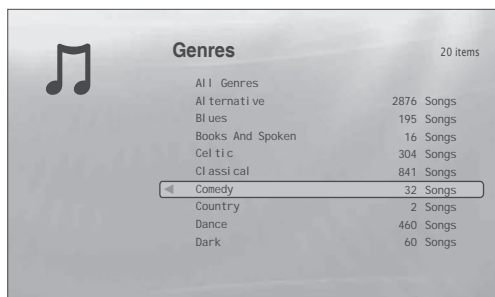 Genres 20 items
All Genres
Alternative 2876 Songs
Blues 195 Songs
Books And Spoken 16 Songs
Celtic 304 Songs
Classical 841 Songs
Comedy 32 Songs
Country 2 Songs
Dance 460 Songs
Dark 60 Songs